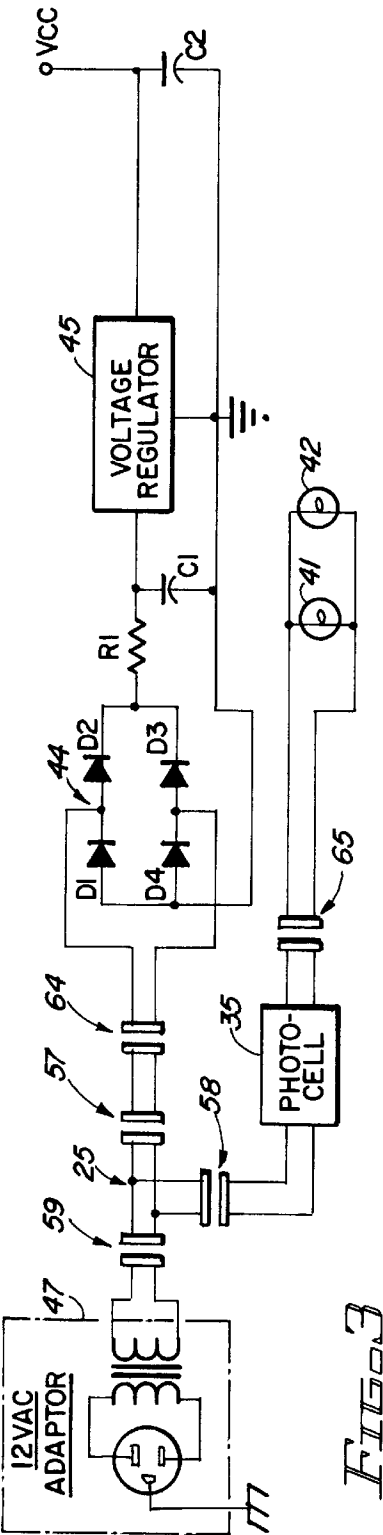 12VAC
ADAPTOR
47
59
25
57
64
58
44
D1
D2
D4
D3
R1
C1
VOLTAGE
REGULATOR
45
VCC
C2
PHOTO-
CELL
35
65
41
42
FIG. 3